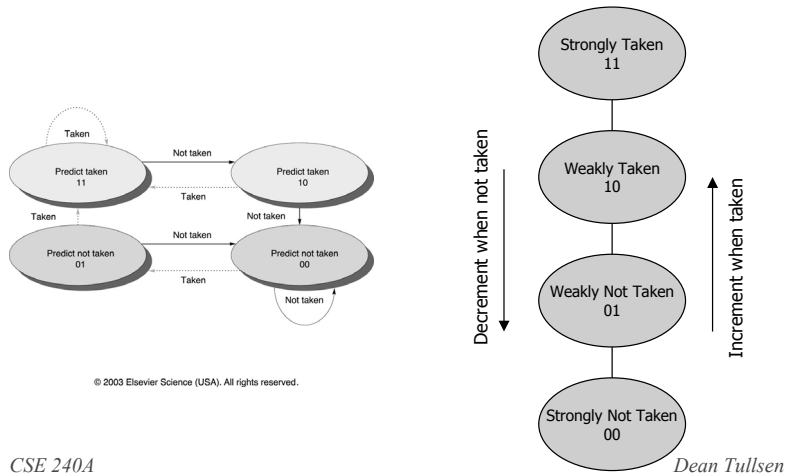 Taken
Predict taken
11
Not taken
Predict taken
10
Taken
Taken
Not taken
Predict not taken
01
Not taken
Predict not taken
00
Taken
Not taken
© 2003 Elsevier Science (USA). All rights reserved.
Strongly Taken
11
Decrement when not taken
Weakly Taken
10
Increment when taken
Weakly Not Taken
01
Strongly Not Taken
00
CSE 240A
Dean Tullsen